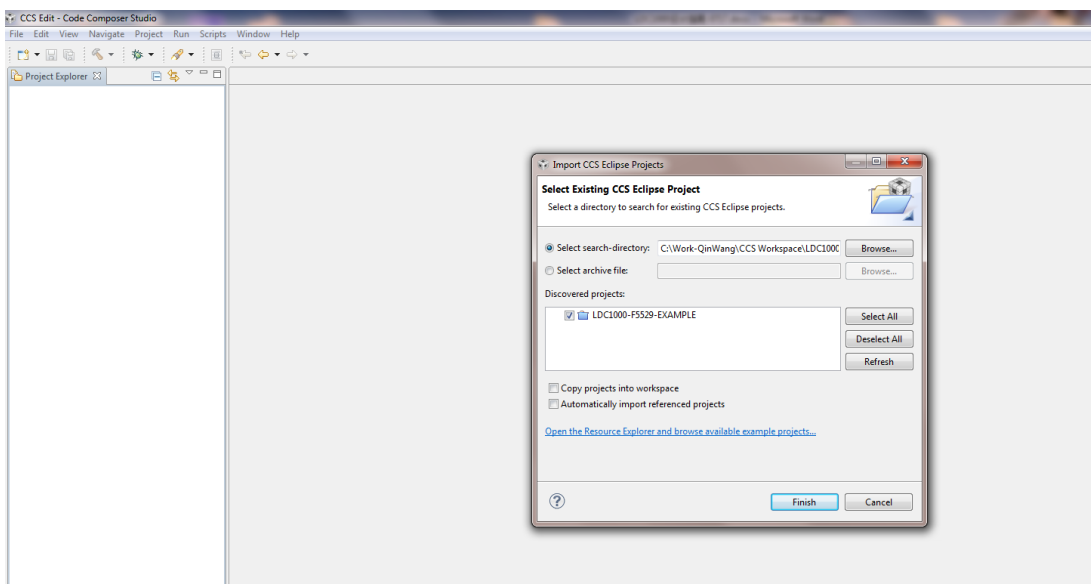 CCS Edit - Code Composer Studio
File Edit View Navigate Project Run Scripts Window Help
Project Explorer
Import CCS Eclipse Projects
Select Existing CCS Eclipse Project
Select a directory to search for existing CCS Eclipse projects.
Select search-directory: C:\Work-QinWang\CCS Workspace\LDC1000 Browse...
Select archive file: Browse...
Discovered projects:
LDC1000-F5529-EXAMPLE
Select All
Deselect All
Refresh
Copy projects into workspace
Automatically import referenced projects
Open the Resource Explorer and browse available example projects...
? Finish Cancel